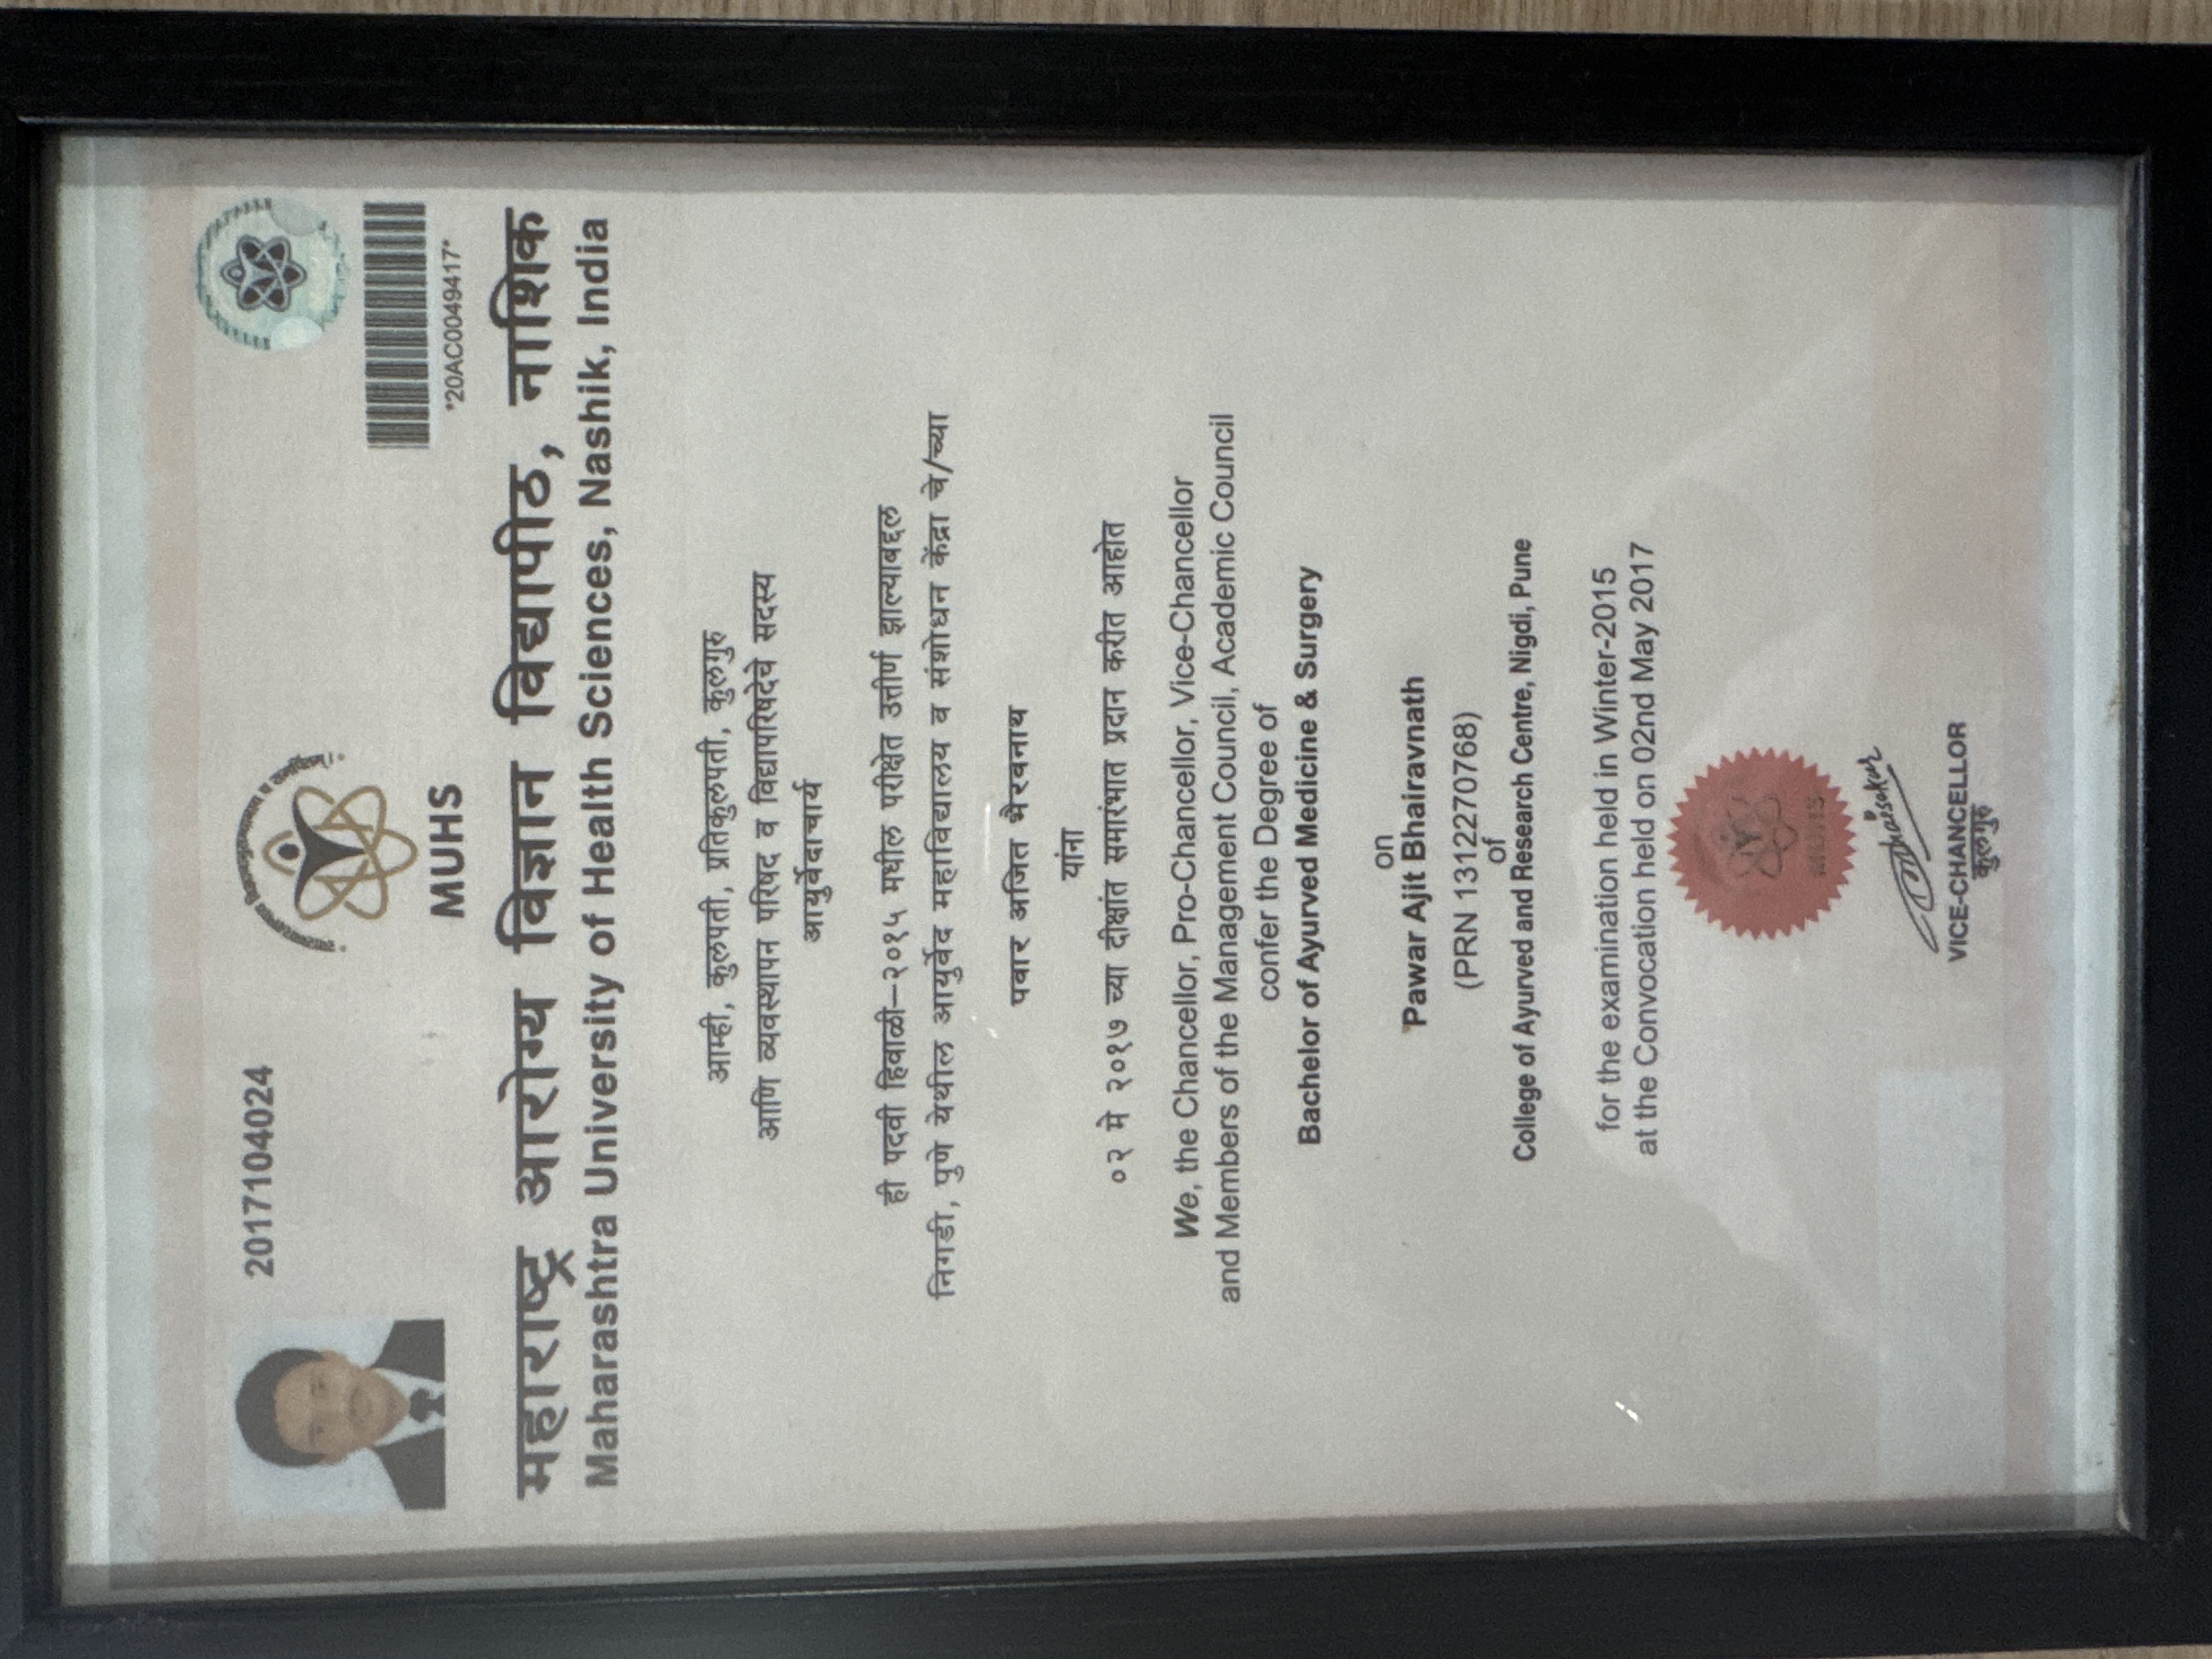 2017104024
MUHS
*20AC0049417*
महाराष्ट्र आरोग्य विज्ञान विद्यापीठ, नाशिक
Maharashtra University of Health Sciences, Nashik, India
आम्ही, कुलपती, प्रतिकुलपती, कुलगुरु
आणि व्यवस्थापन परिषद व विद्यापरिषदेचे सदस्य
आयुर्वेदाचार्य
ही पदवी हिवाळी–२०१५ मधील परीक्षेत उत्तीर्ण झाल्याबद्दल
निगडी, पुणे येथील आयुर्वेद महाविद्यालय व संशोधन केंद्रा चे/च्या
पवार अजित भैरवनाथ
यांना
०२ मे २०१७ च्या दीक्षांत समारंभात प्रदान करीत आहोत
We, the Chancellor, Pro-Chancellor, Vice-Chancellor
and Members of the Management Council, Academic Council
confer the Degree of
Bachelor of Ayurved Medicine & Surgery
on
Pawar Ajit Bhairavnath
(PRN 1312270768)
of
College of Ayurved and Research Centre, Nigdi, Pune
for the examination held in Winter-2015
at the Convocation held on 02nd May 2017
MUHS
VICE-CHANCELLOR
कुलगुरु